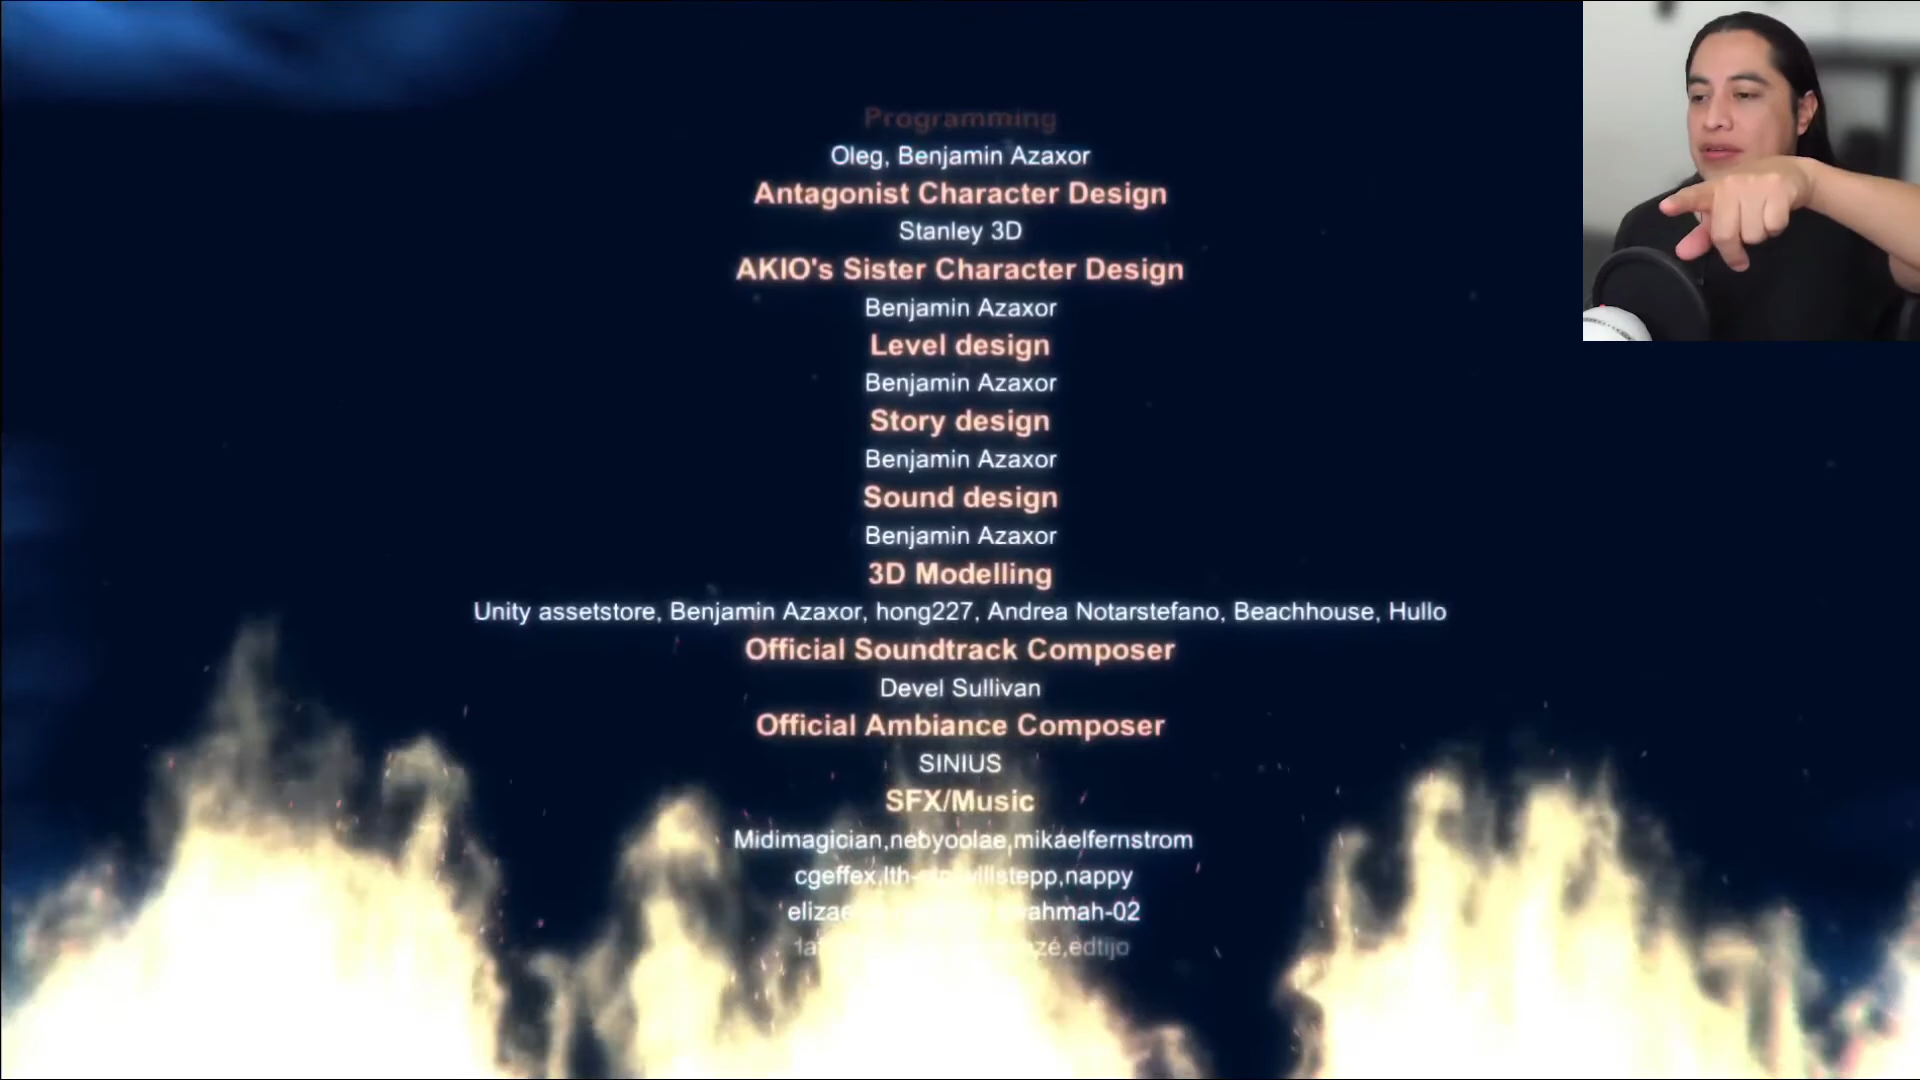 Programming
Oleg, Benjamin Azaxor
Antagonist Character Design
Stanley 3D
AKIO's Sister Character Design
Benjamin Azaxor
Level design
Benjamin Azaxor
Story design
Benjamin Azaxor
Sound design
Benjamin Azaxor
3D Modelling
Unity assetstore, Benjamin Azaxor, hong227, Andrea Notarstefano, Beachhouse, Hullo
Official Soundtrack Composer
Devel Sullivan
Official Ambiance Composer
SINIUS
SFX/Music
Midimagician,nebyoolae,mikaelfernstrom
cgeffex,nappy
edtijo